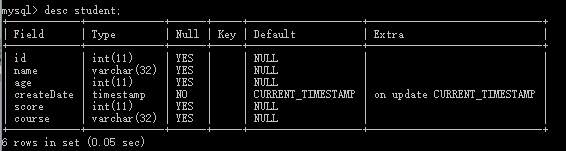 mysql> desc student;
| Field | Type | Null | Key | Default | Extra |
| id | int(11) | YES | | NULL | |
| name | varchar(32) | YES | | NULL | |
| age | int(11) | YES | | NULL | |
| createDate | timestamp | NO | | CURRENT_TIMESTAMP | on update CURRENT_TIMESTAMP |
| score | int(11) | YES | | NULL | |
| course | varchar(32) | YES | | NULL | |
6 rows in set (0.05 sec)